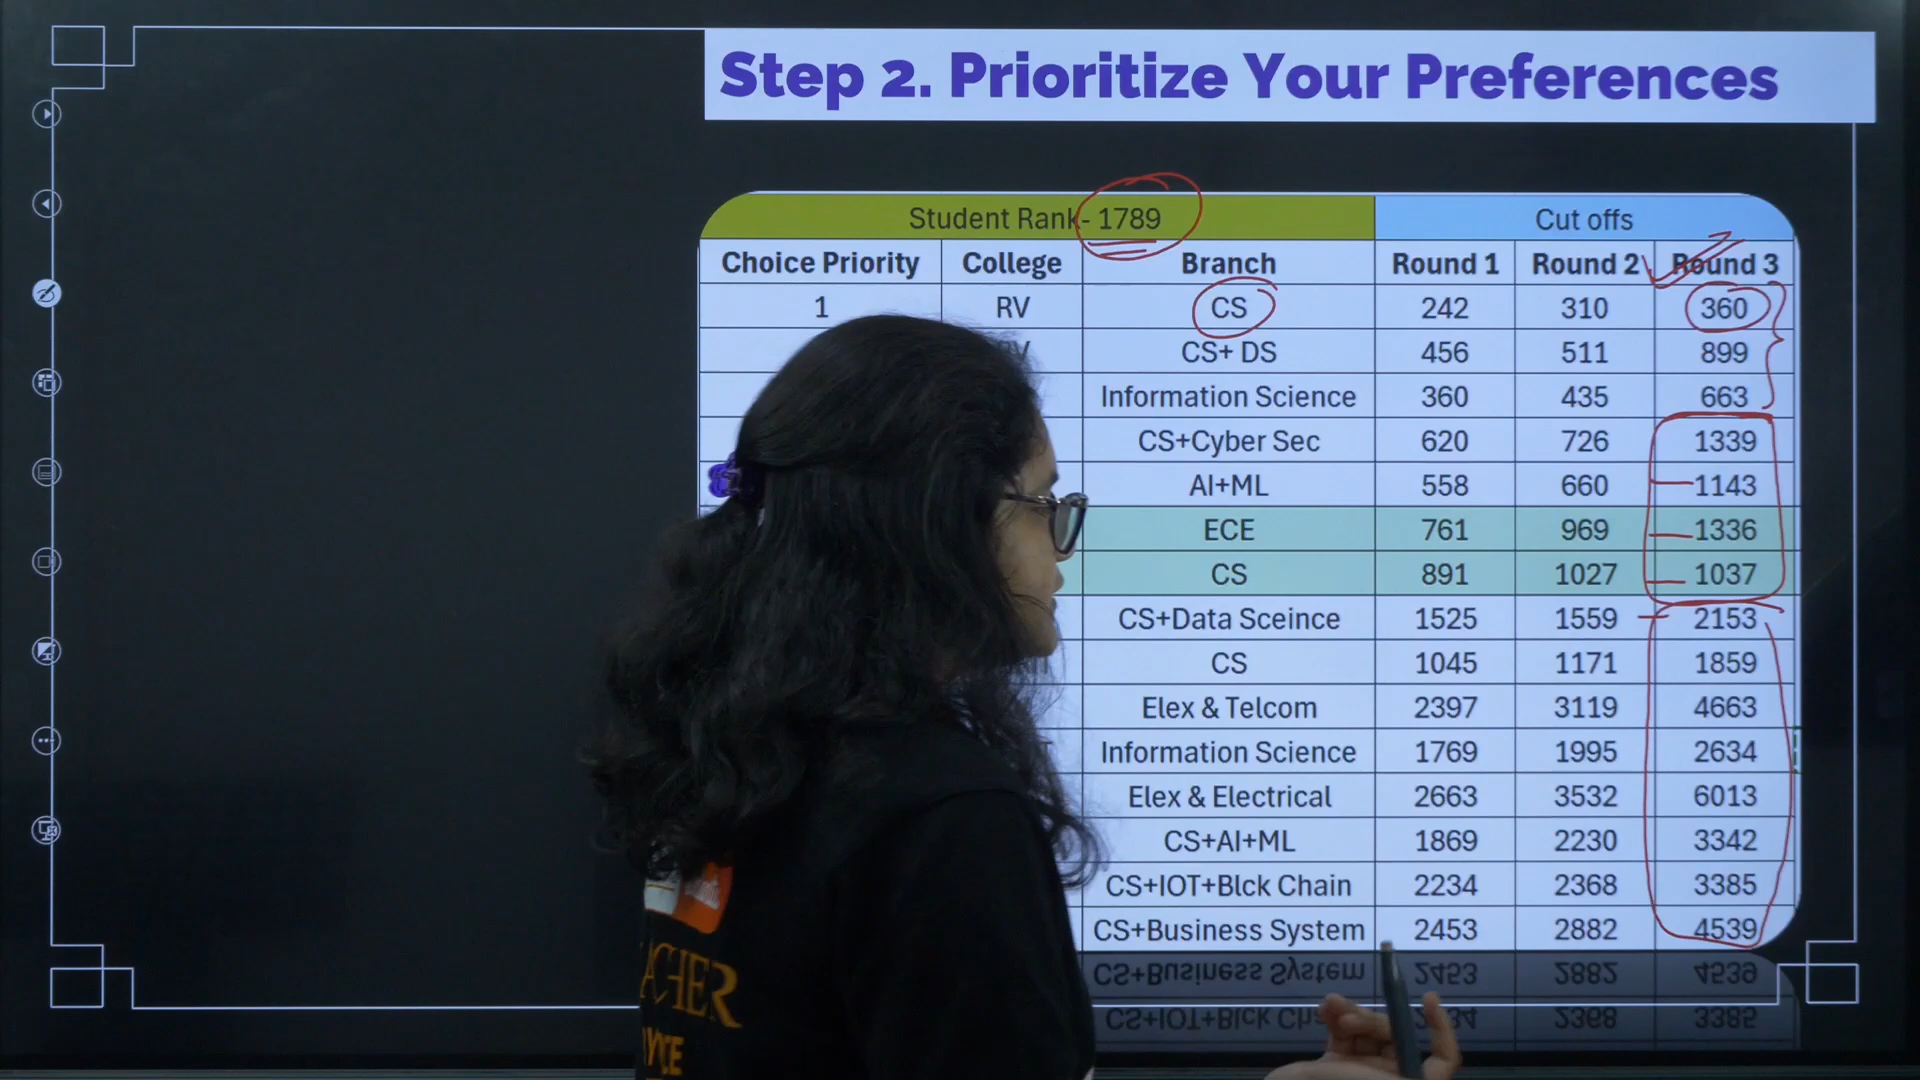 Step 2. Prioritize Your Preferences
Student Rank- 1789 Cut offs
Choice Priority College Branch Round 1 Round 2 Round 3
1 RV CS 242 310 360
CS+ DS 456 511 899
Information Science 360 435 663
CS+Cyber Sec 620 726 1339
AI+ML 558 660 1143
ECE 761 969 1336
CS 891 1027 1037
CS+Data Sceince 1525 1559 2153
CS 1045 1171 1859
Elex & Telcom 2397 3119 4663
Information Science 1769 1995 2634
Elex & Electrical 2663 3532 6013
CS+AI+ML 1869 2230 3342
CS+IOT+Blck Chain 2234 2368 3385
CS+Business System 2453 2882 4539